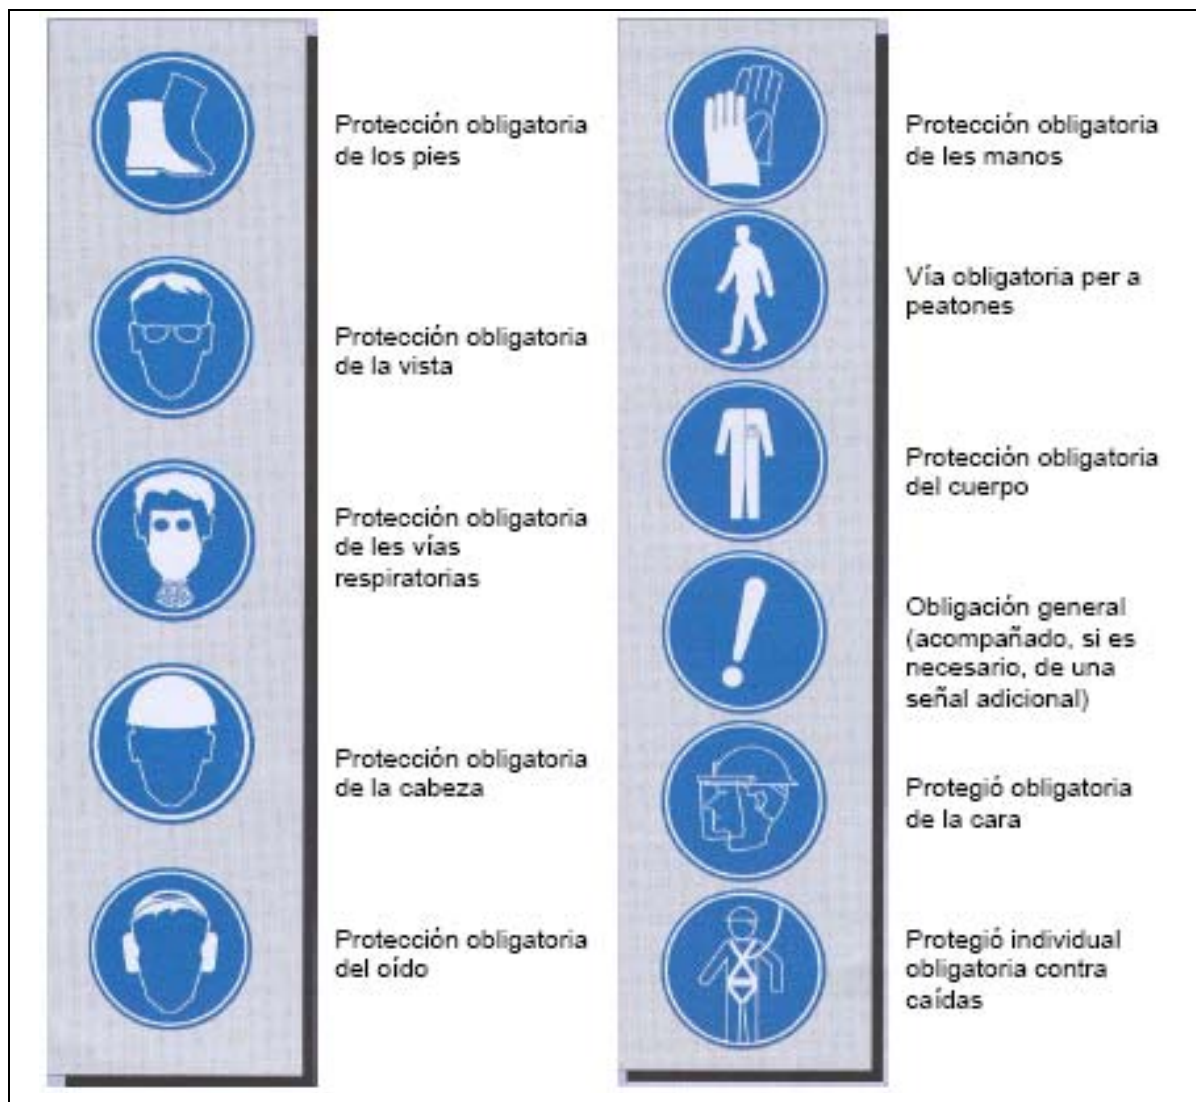 Protección obligatoria
de los pies
Protección obligatoria
de la vista
Protección obligatoria
de les vías
respiratorias
Protección obligatoria
de la cabeza
Protección obligatoria
del oído
Protección obligatoria
de les manos
Vía obligatoria per a
peatones
Protección obligatoria
del cuerpo
Obligación general
(acompañado, si es
necesario, de una
señal adicional)
Protegió obligatoria
de la cara
Protegió individual
obligatoria contra
caídas